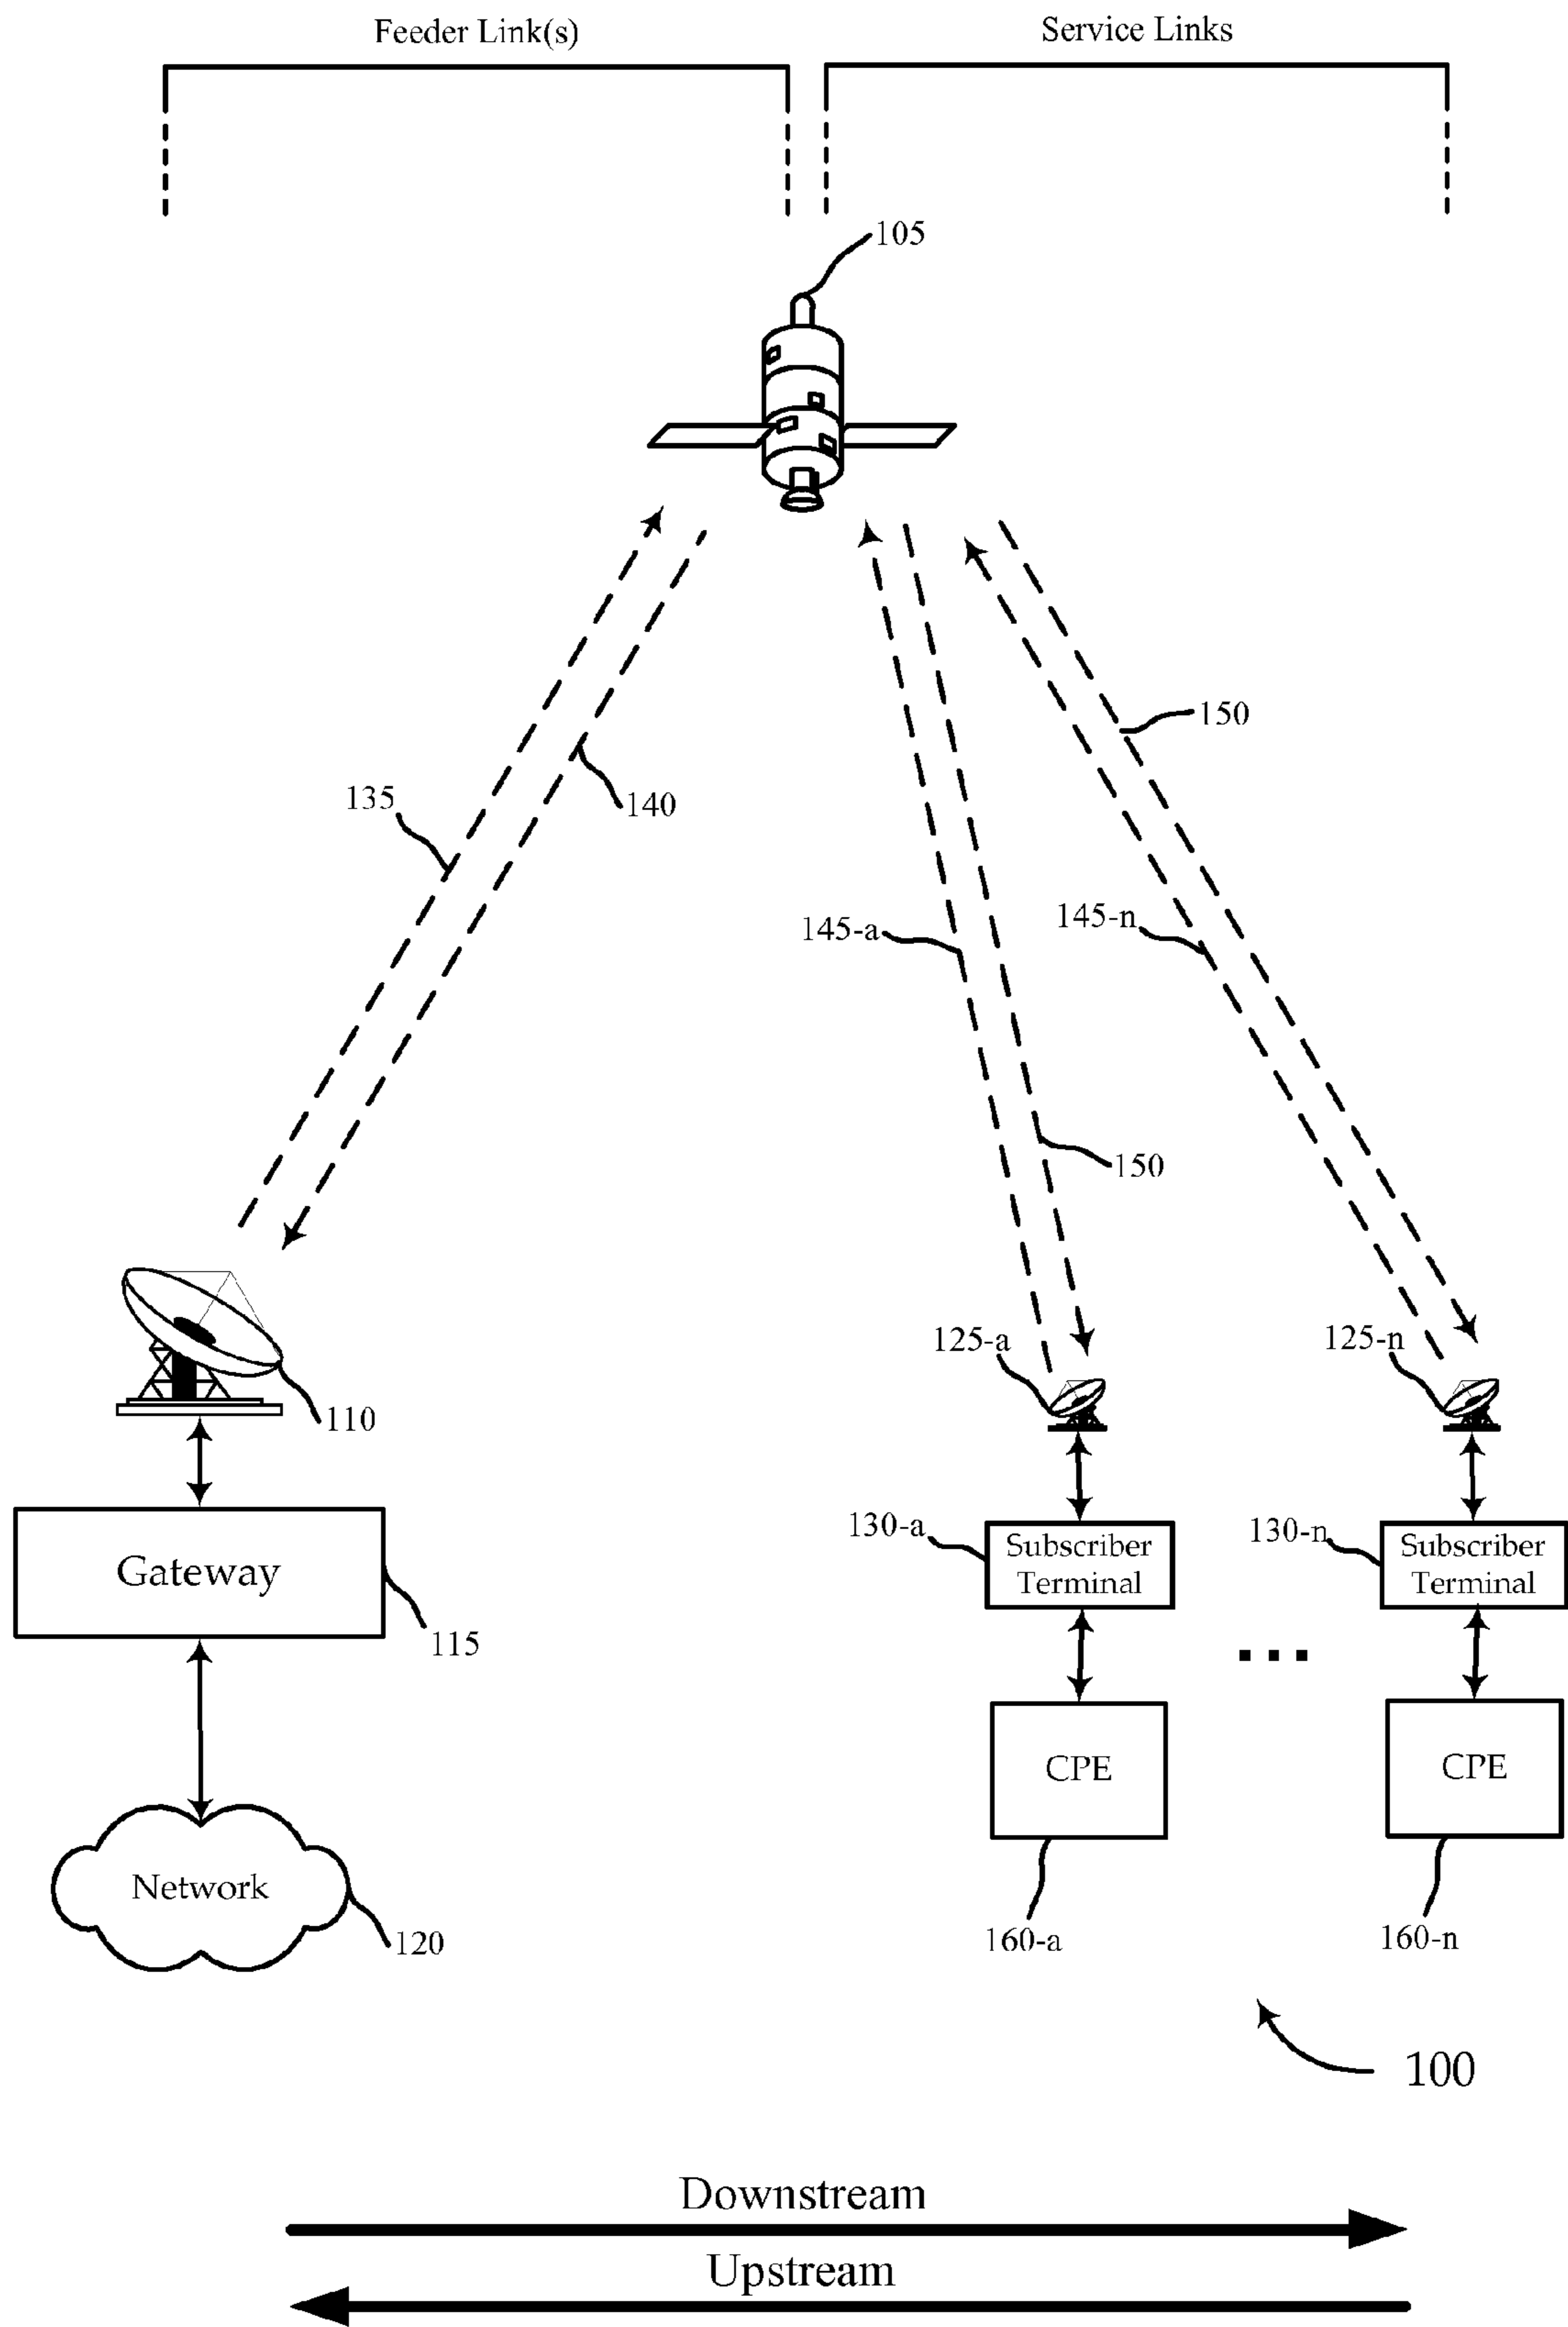 Feeder Link(s)
Service Links
105
150
135
140
145-a
145-n
150
125-a
125-n
110
130-a
Subscriber
Terminal
130-n
Subscriber
Terminal
Gateway
115
CPE
CPE
Network
120
160-a
160-n
100
Downstream
Upstream